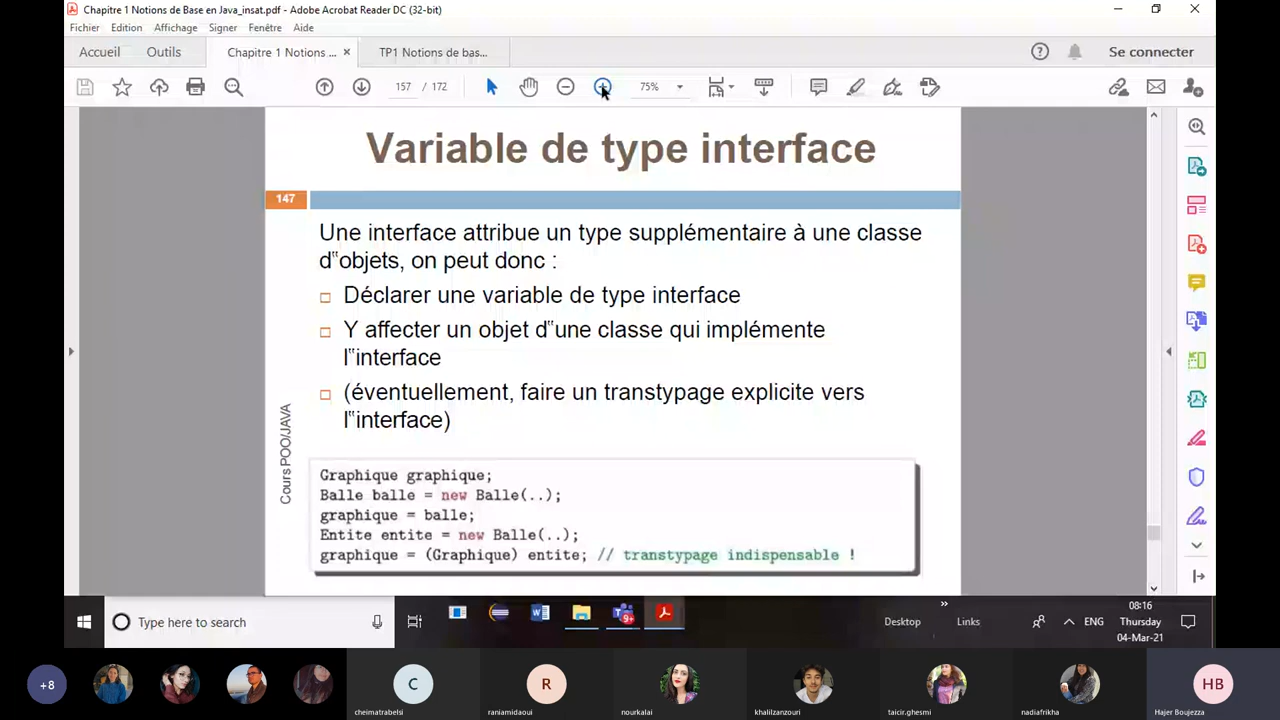 Chapitre 1 Notions de Base en Java_insat.pdf - Adobe Acrobat Reader DC (32-bit)
Fichier Edition Affichage Signer Fenêtre Aide
Accueil Outils Chapitre 1 Notions ... × TP1 Notions de bas... Se connecter
157 / 172 75%
Variable de type interface
147
Une interface attribue un type supplémentaire à une classe
d‟objets, on peut donc :
Déclarer une variable de type interface
Y affecter un objet d‟une classe qui implémente
l‟interface
(éventuellement, faire un transtypage explicite vers
l‟interface)
Cours POO/JAVA
Graphique graphique;
Balle balle = new Balle(..);
graphique = balle;
Entite entite = new Balle(..);
graphique = (Graphique) entite; // transtypage indispensable !
Type here to search
9+
Desktop
»
Links
ENG
08:16
Thursday
04-Mar-21
+8
C
R
HB
cheimatrabelsi
raniamidaoui
nourkalai
khalilzanzouri
taicir.ghesmi
nadiafrikha
Hajer Boujezza